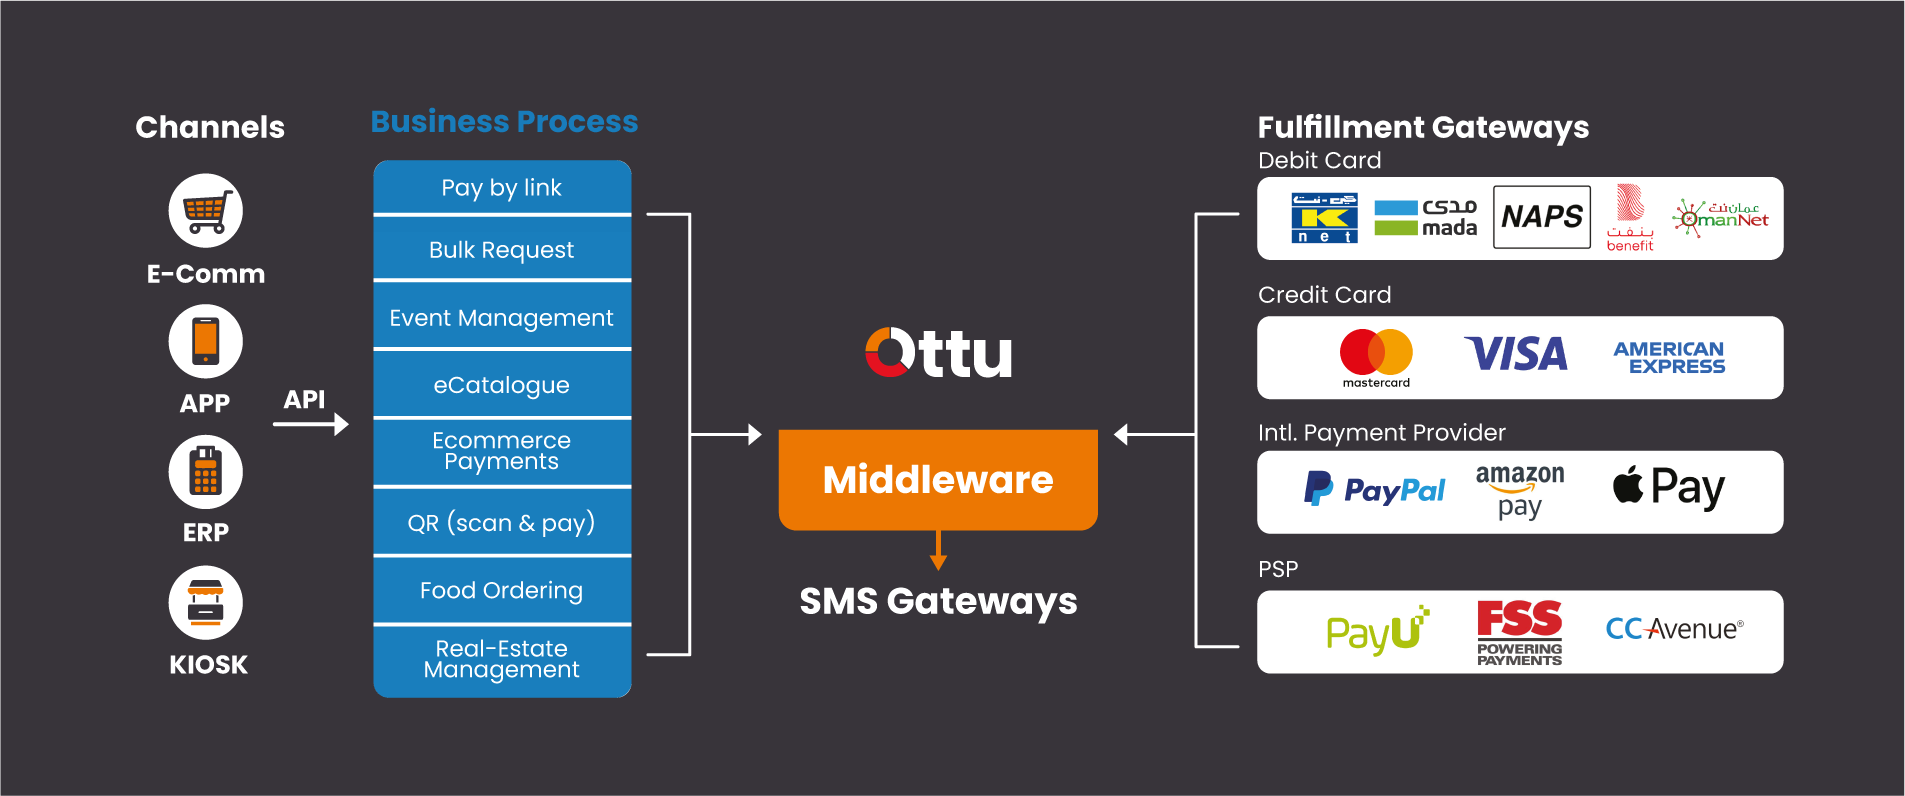 Channels
E-Comm
APP
ERP
KIOSK
API
Business Process
Pay by link
Bulk Request
Event Management
eCatalogue
Ecommerce
Payments
QR (scan & pay)
Food Ordering
Real-Estate
Management
Ottu
Middleware
SMS Gateways
Fulfillment Gateways
Debit Card
كي-نت
K
net
مدى
mada
NAPS
بنفت
benefit
عمان نت
OmanNet
Credit Card
mastercard
VISA
AMERICAN
EXPRESS
Intl. Payment Provider
PayPal
amazon
pay
Pay
PSP
PayU
FSS
POWERING
PAYMENTS
CCAvenue®